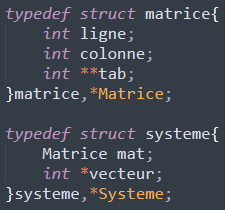 typedef struct matrice{
    int ligne;
    int colonne;
    int **tab;
}matrice,*Matrice;

typedef struct systeme{
    Matrice mat;
    int *vecteur;
}systeme,*Systeme;